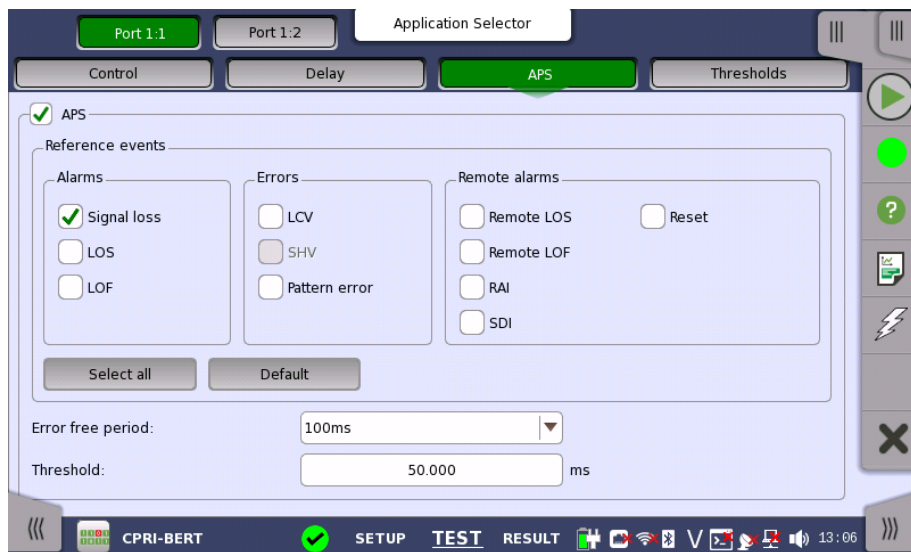 Application Selector
Port 1:1 Port 1:2
Control Delay APS Thresholds
APS
Reference events
Alarms Errors Remote alarms
Signal loss LCV Remote LOS Reset
LOS SHV Remote LOF
LOF Pattern error RAI
SDI
Select all Default
Error free period: 100ms
Threshold: 50.000 ms
CPRI-BERT SETUP TEST RESULT V 13:06